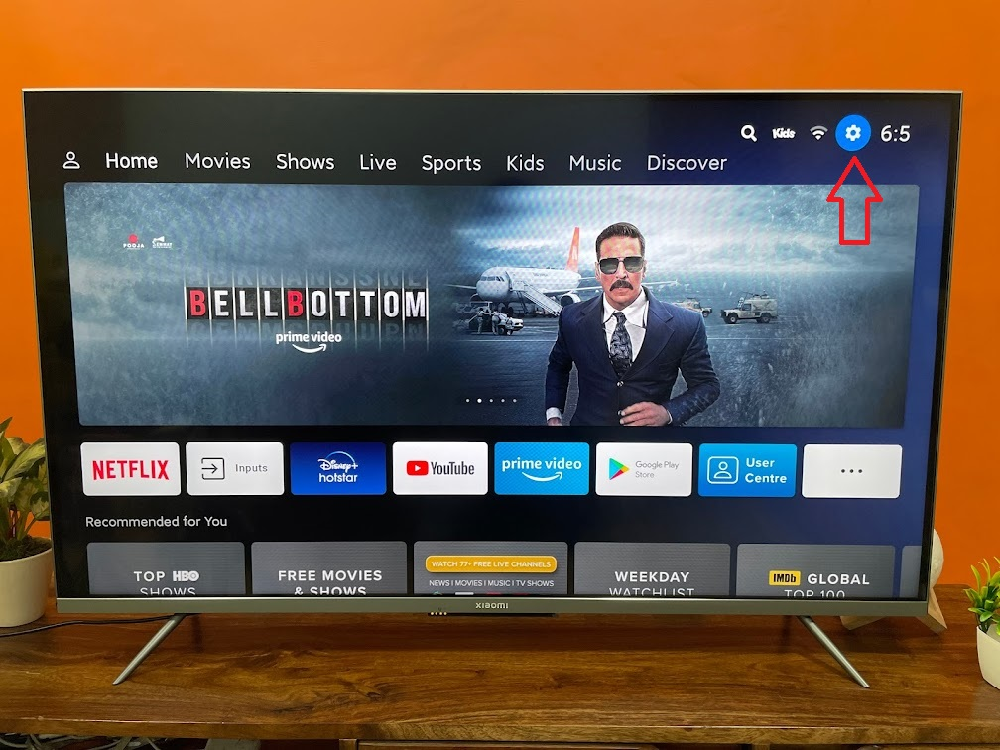 Kids 6:5
Home Movies Shows Live Sports Kids Music Discover
POOJA
BELLBOTTOM
prime video
NETFLIX
Inputs
Disney+
hotstar
YouTube
prime video
Google Play
Store
User
Centre
Recommended for You
TOP HBO
SHOWS
FREE MOVIES
& SHOWS
WATCH 77+ FREE LIVE CHANNELS
NEWS I MOVIES I MUSIC I TV SHOWS
WEEKDAY
WATCHLIST
IMDb GLOBAL
TOP 100
xiaomi